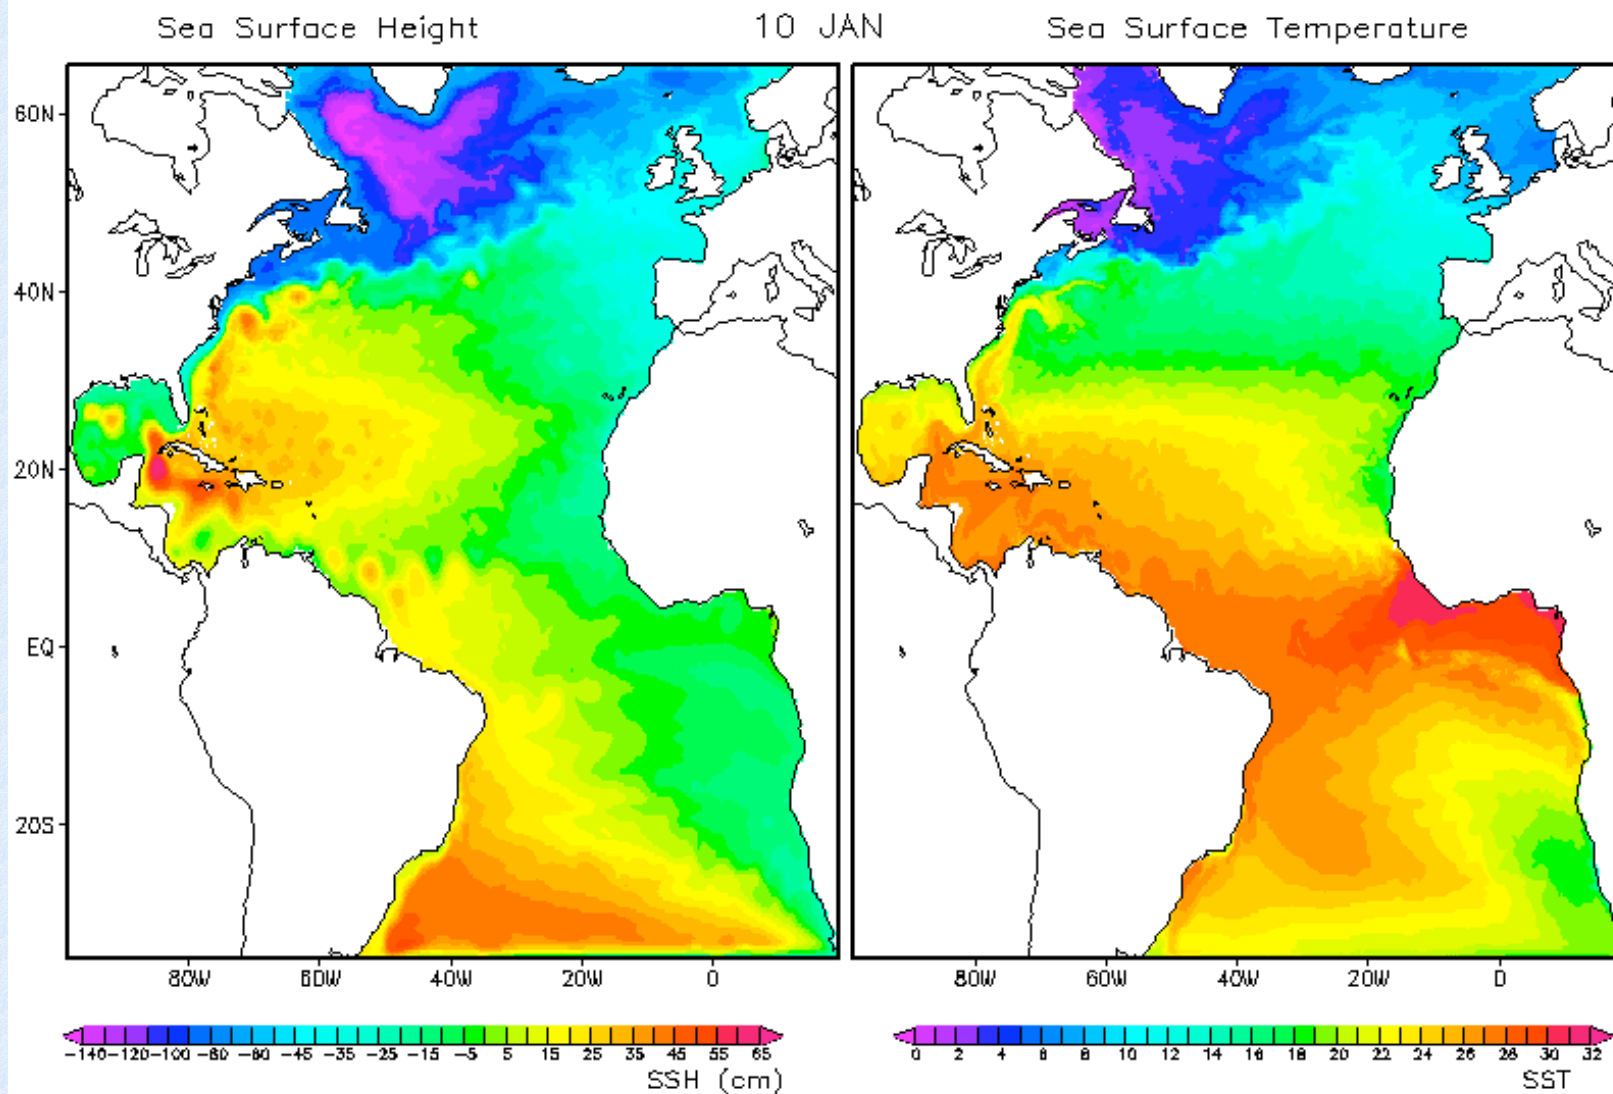 Sea Surface Height 10 JAN Sea Surface Temperature
60N
40N
20N
EQ
20S
80W 60W 40W 20W 0 80W 60W 40W 20W 0
-140-120-100 -80 -60 -45 -35 -25 -15 -5 5 15 25 35 45 55 65
0 2 4 6 8 10 12 14 16 18 20 22 24 26 28 30 32
SSH (cm) SST